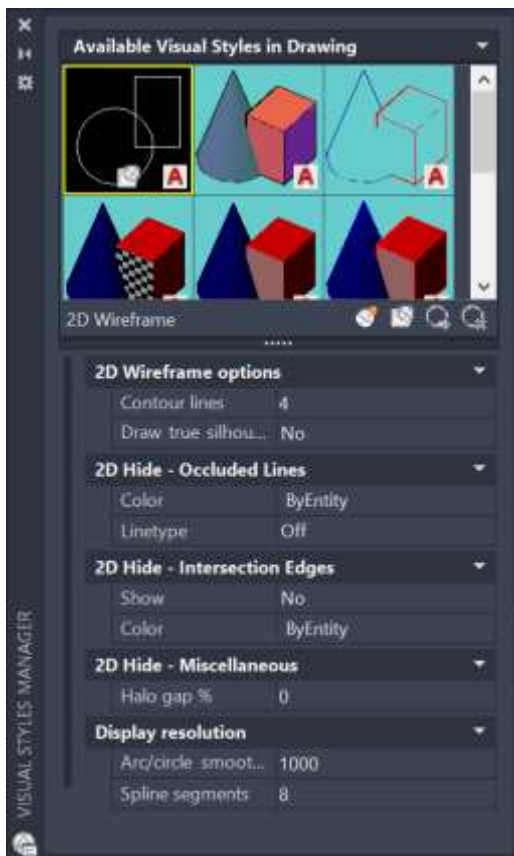 Available Visual Styles in Drawing
A A A
2D Wireframe
2D Wireframe options
Contour lines 4
Draw true silhou... No
2D Hide - Occluded Lines
Color ByEntity
Linetype Off
2D Hide - Intersection Edges
Show No
Color ByEntity
2D Hide - Miscellaneous
Halo gap % 0
Display resolution
Arc/circle smoot... 1000
Spline segments 8
VISUAL STYLES MANAGER